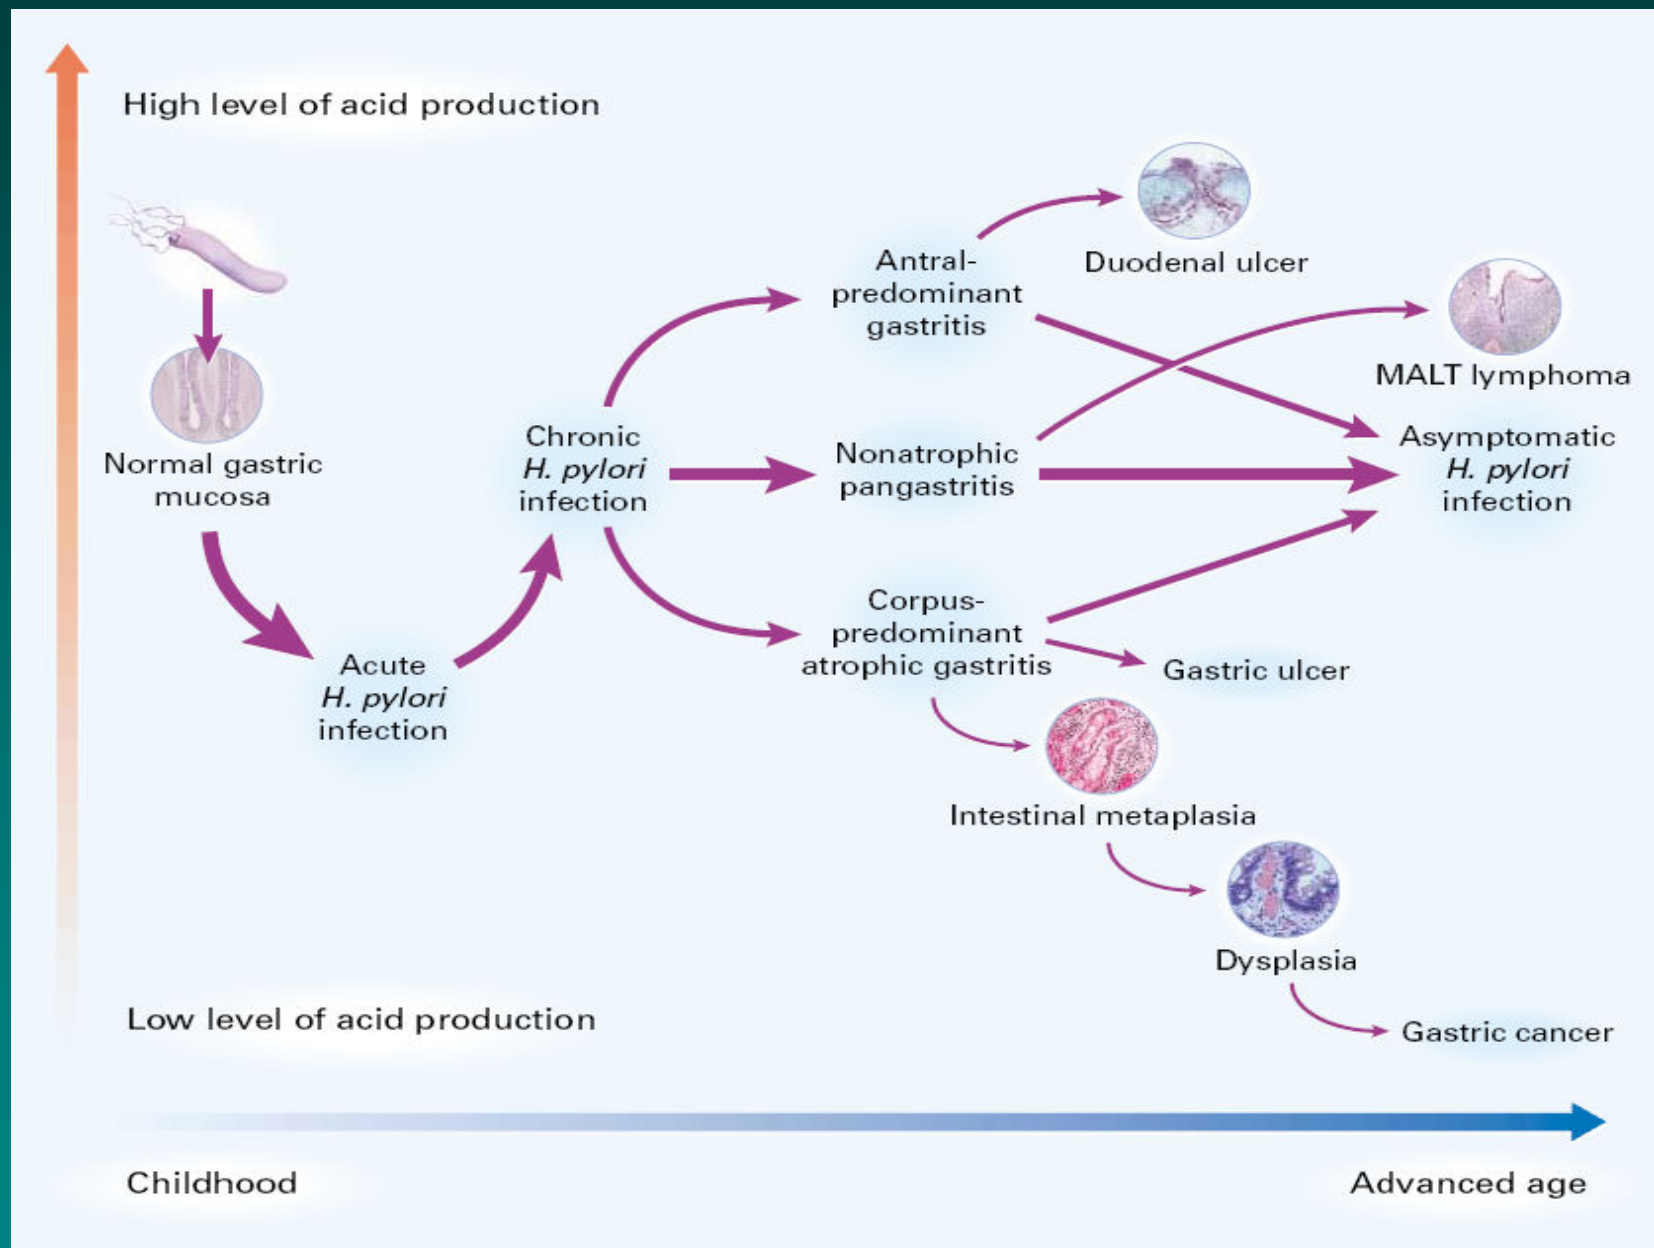 High level of acid production
Normal gastric
mucosa
Acute
H. pylori
infection
Chronic
H. pylori
infection
Antral-
predominant
gastritis
Duodenal ulcer
MALT lymphoma
Nonatrophic
pangastritis
Asymptomatic
H. pylori
infection
Corpus-
predominant
atrophic gastritis
Gastric ulcer
Intestinal metaplasia
Dysplasia
Gastric cancer
Low level of acid production
Childhood
Advanced age